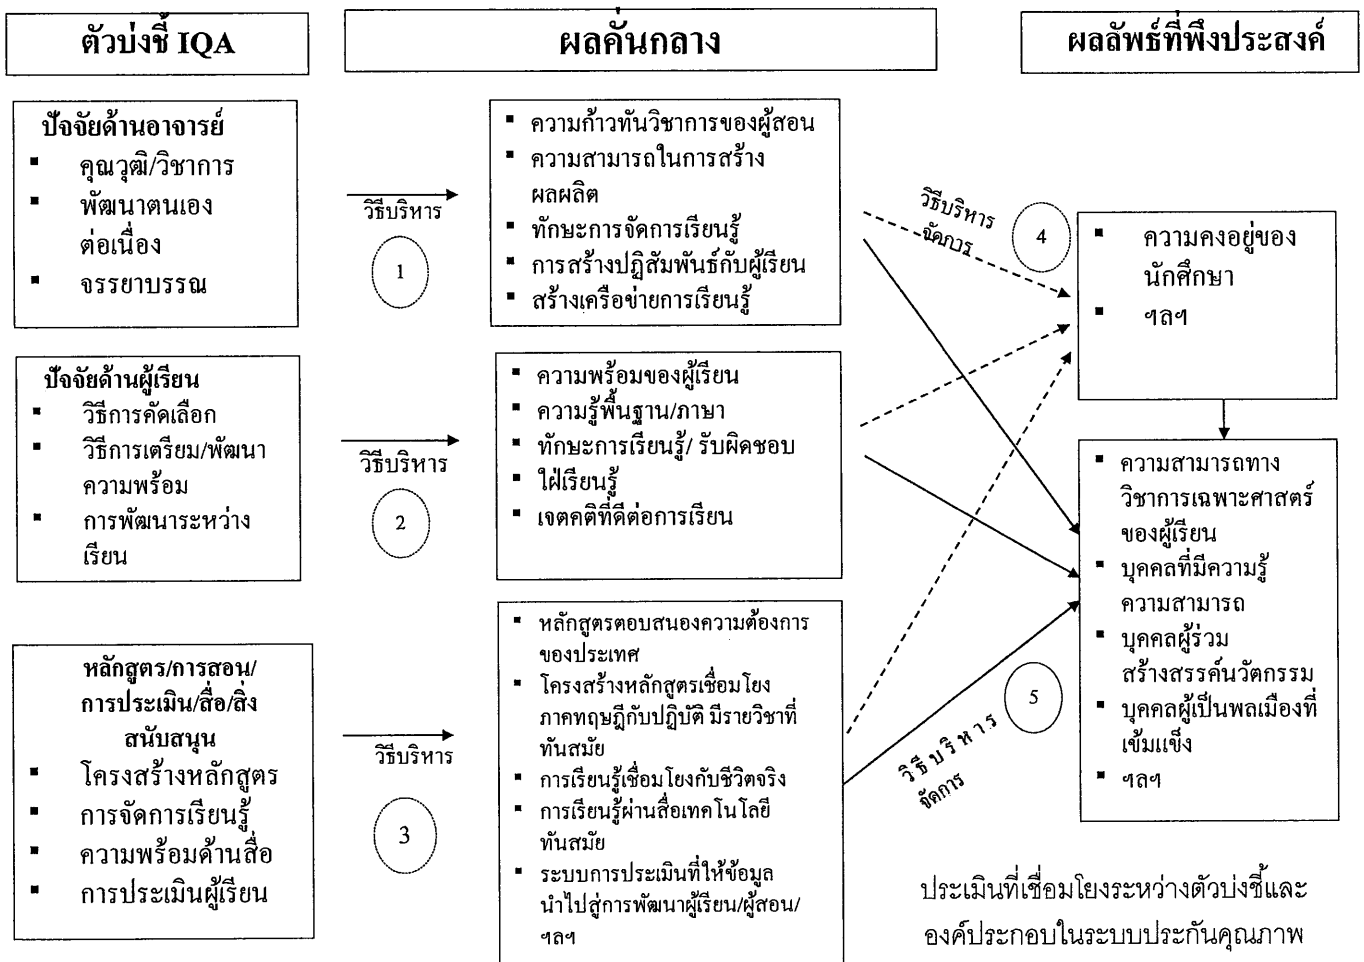 ตัวบ่งชี้ IQA
ผลคั่นกลาง
ผลลัพธ์ที่พึงประสงค์
ปัจจัยด้านอาจารย์
▪ คุณวุฒิ/วิชาการ
▪ พัฒนาตนเอง
ต่อเนื่อง
▪ จรรยาบรรณ
วิธีบริหาร
1
▪ ความก้าวทันวิชาการของผู้สอน
▪ ความสามารถในการสร้าง
ผลผลิต
▪ ทักษะการจัดการเรียนรู้
▪ การสร้างปฏิสัมพันธ์กับผู้เรียน
▪ สร้างเครือข่ายการเรียนรู้
วิธีบริหาร
จัดการ
4
▪ ความคงอยู่ของ
นักศึกษา
▪ ฯลฯ
ปัจจัยด้านผู้เรียน
▪ วิธีการคัดเลือก
▪ วิธีการเตรียม/พัฒนา
ความพร้อม
▪ การพัฒนาระหว่าง
เรียน
วิธีบริหาร
2
▪ ความพร้อมของผู้เรียน
▪ ความรู้พื้นฐาน/ภาษา
▪ ทักษะการเรียนรู้/ รับผิดชอบ
▪ ใฝ่เรียนรู้
▪ เจตคติที่ดีต่อการเรียน
▪ ความสามารถทาง
วิชาการเฉพาะศาสตร์
ของผู้เรียน
▪ บุคคลที่มีความรู้
ความสามารถ
▪ บุคคลผู้ร่วม
สร้างสรรค์นวัตกรรม
▪ บุคคลผู้เป็นพลเมืองที่
เข้มแข็ง
▪ ฯลฯ
หลักสูตร/การสอน/
การประเมิน/สื่อ/สิ่ง
สนับสนุน
▪ โครงสร้างหลักสูตร
▪ การจัดการเรียนรู้
▪ ความพร้อมด้านสื่อ
▪ การประเมินผู้เรียน
วิธีบริหาร
3
▪ หลักสูตรตอบสนองความต้องการ
ของประเทศ
▪ โครงสร้างหลักสูตรเชื่อมโยง
ภาคทฤษฎีกับปฏิบัติ มีรายวิชาที่
ทันสมัย
▪ การเรียนรู้เชื่อมโยงกับชีวิตจริง
▪ การเรียนรู้ผ่านสื่อเทคโนโลยี
ทันสมัย
▪ ระบบการประเมินที่ให้ข้อมูล
นำไปสู่การพัฒนาผู้เรียน/ผู้สอน/
ฯลฯ
วิธีบริหาร
จัดการ
5
ประเมินที่เชื่อมโยงระหว่างตัวบ่งชี้และ
องค์ประกอบในระบบประกันคุณภาพ